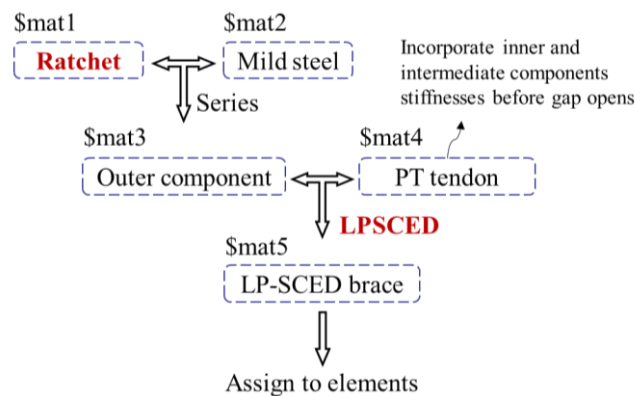 $mat1
$mat2
Ratchet
Mild steel
Incorporate inner and
intermediate components
stiffnesses before gap opens
Series
$mat3
$mat4
Outer component
PT tendon
LPSCED
$mat5
LP-SCED brace
Assign to elements